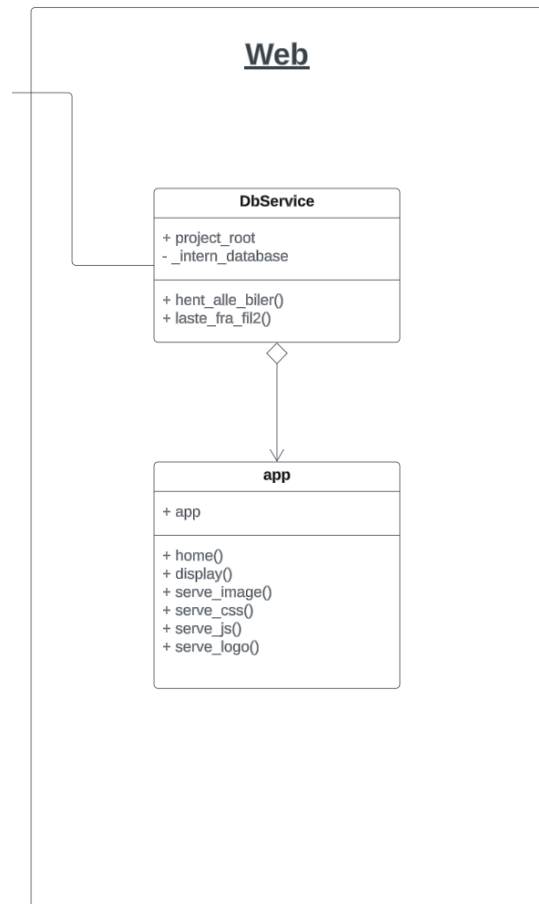 Web
DbService
+ project_root
- _intern_database
+ hent_alle_biler()
+ laste_fra_fil2()
app
+ app
+ home()
+ display()
+ serve_image()
+ serve_css()
+ serve_js()
+ serve_logo()